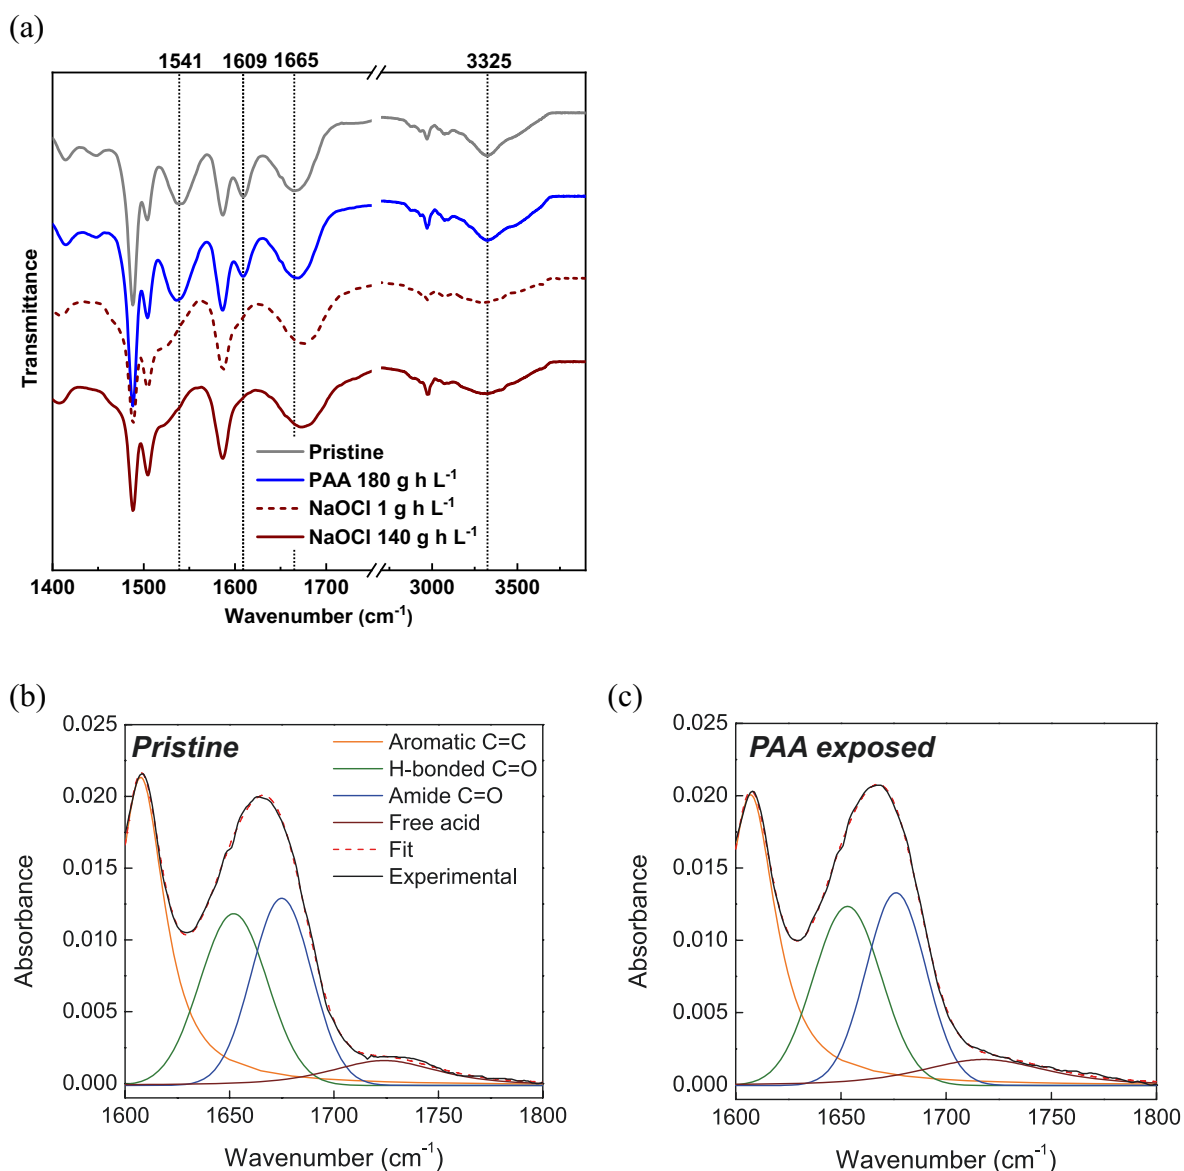 (a)
1541 1609 1665 3325
Transmittance
Pristine
PAA 180 g h L⁻¹
NaOCl 1 g h L⁻¹
NaOCl 140 g h L⁻¹
1400 1500 1600 1700 3000 3500
Wavenumber (cm⁻¹)
(b)
Pristine
Aromatic C=C
H-bonded C=O
Amide C=O
Free acid
Fit
Experimental
0.025
0.020
0.015
0.010
0.005
0.000
Absorbance
1600 1650 1700 1750 1800
Wavenumber (cm⁻¹)
(c)
PAA exposed
0.025
0.020
0.015
0.010
0.005
0.000
Absorbance
1600 1650 1700 1750 1800
Wavenumber (cm⁻¹)